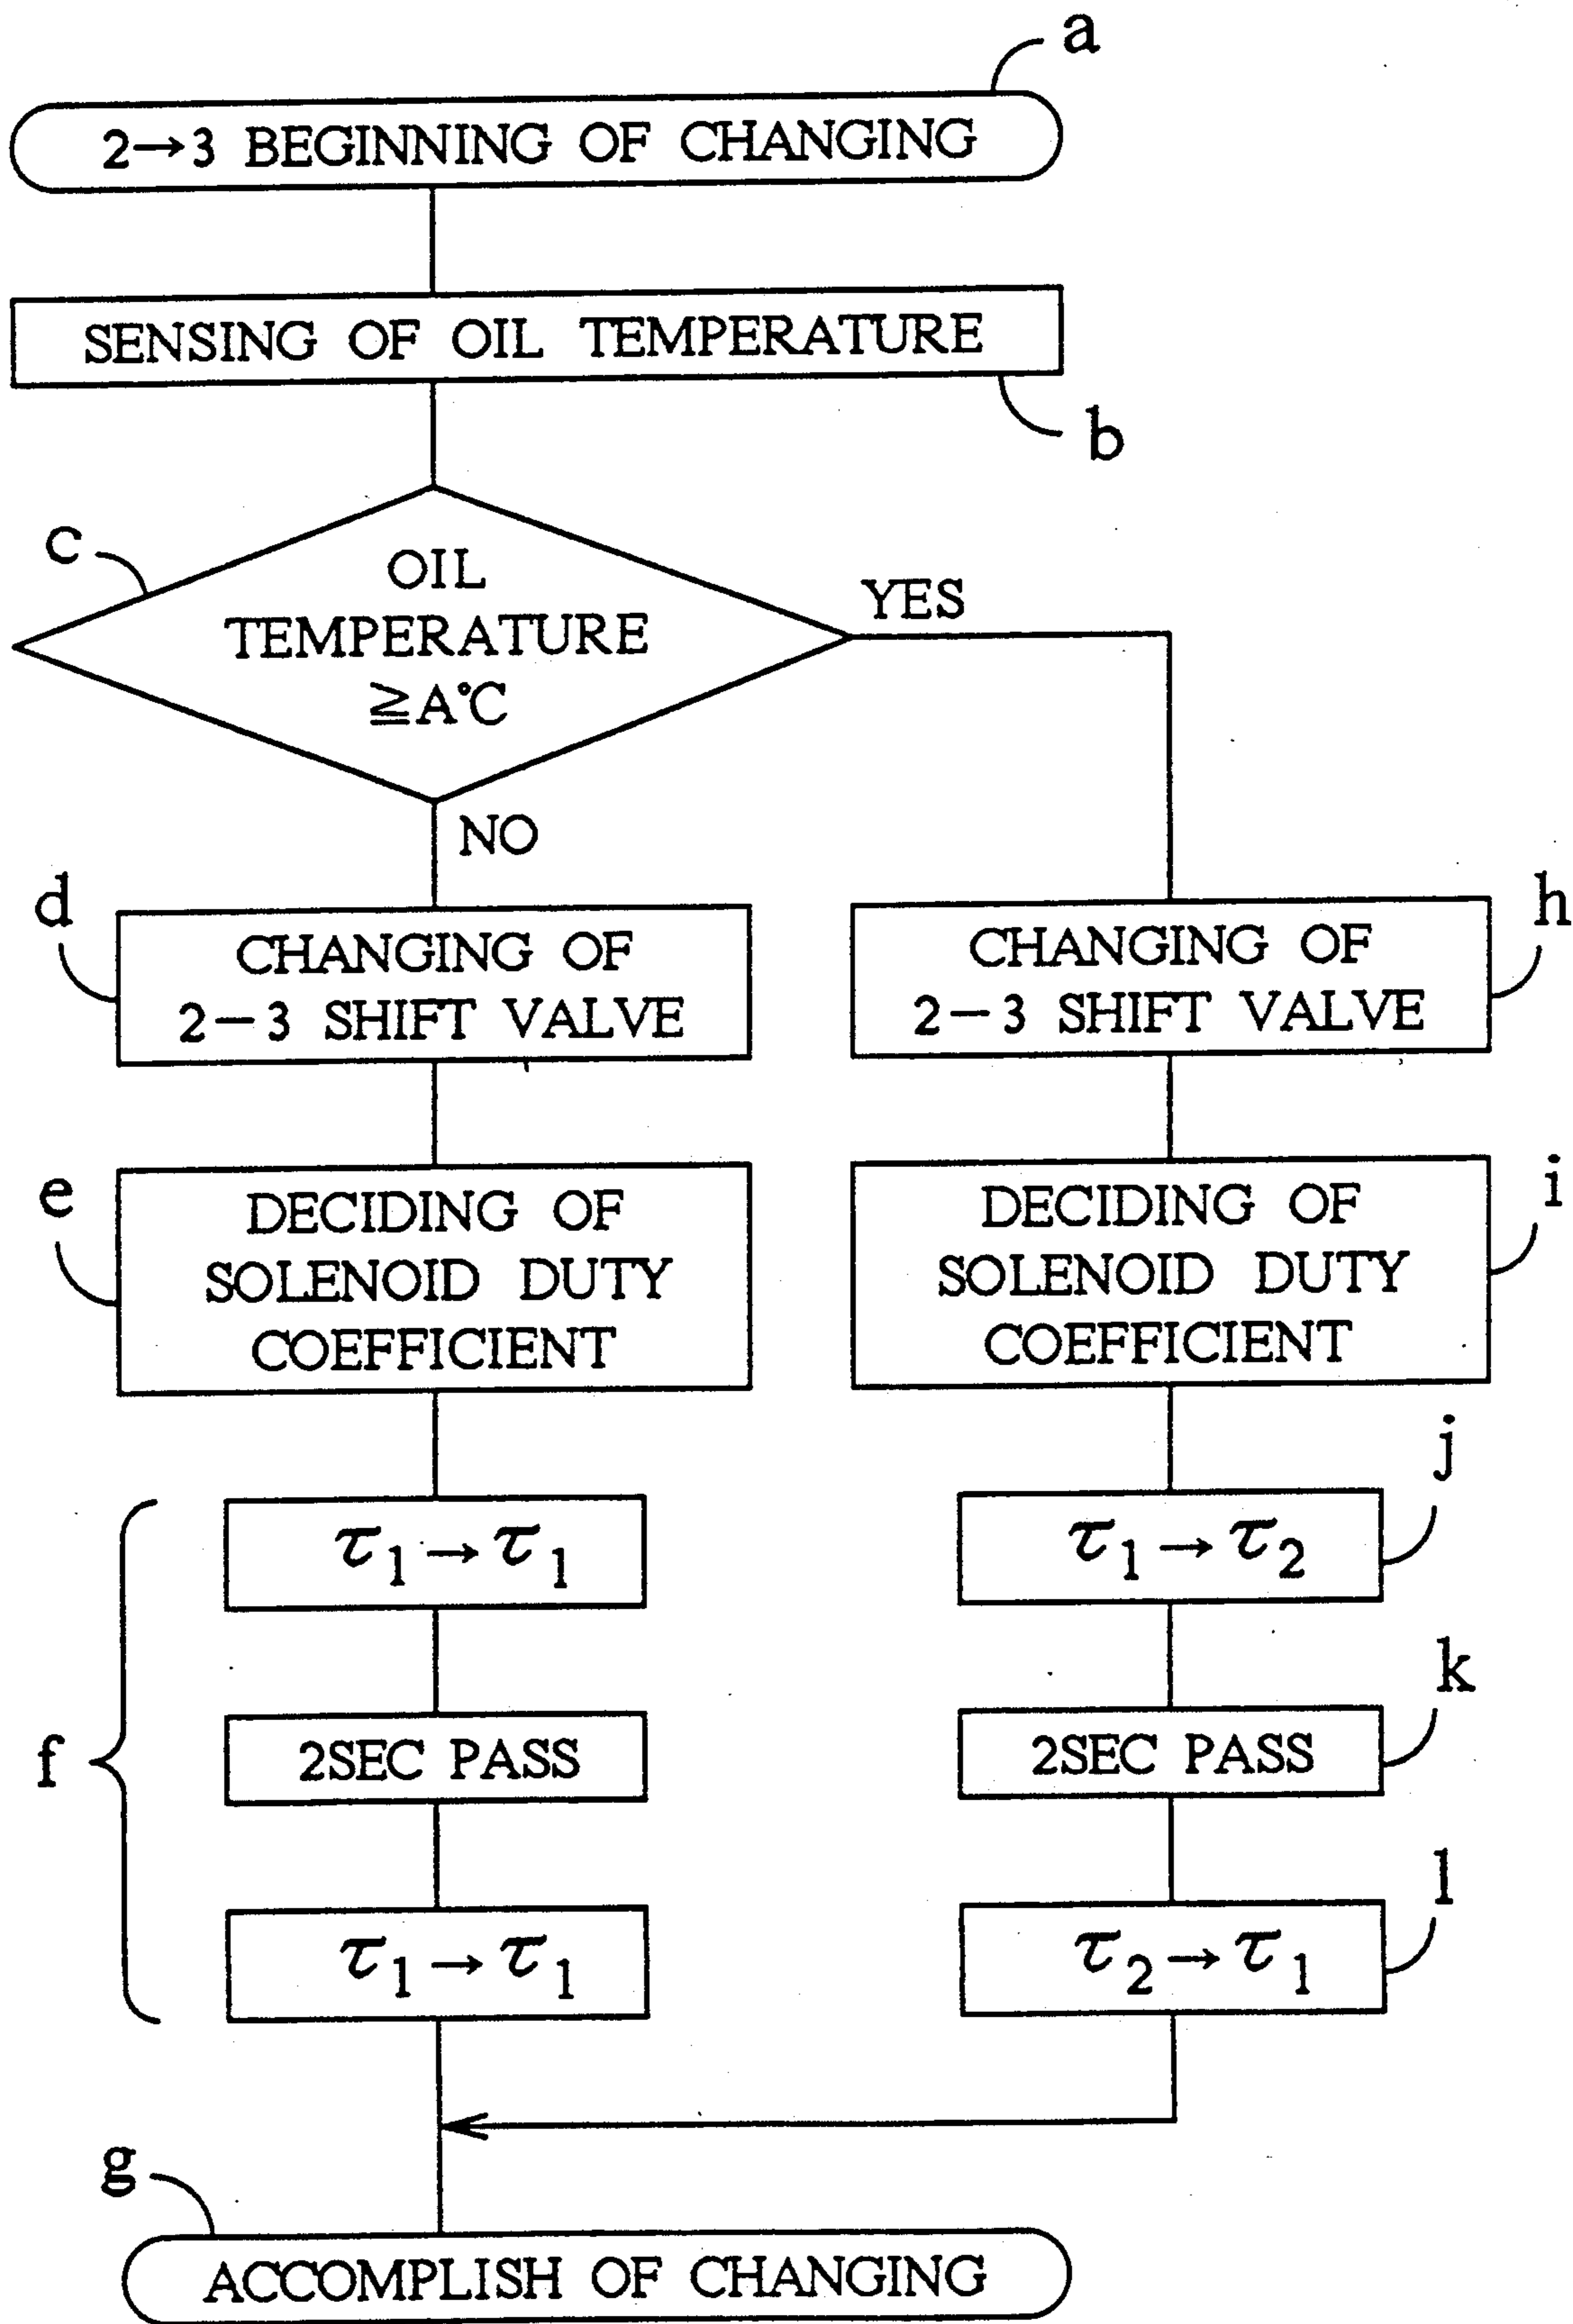 a
2→3 BEGINNING OF CHANGING
SENSING OF OIL TEMPERATURE
b
c
OIL
TEMPERATURE
≧A℃
YES
NO
d
CHANGING OF
2−3 SHIFT VALVE
h
CHANGING OF
2−3 SHIFT VALVE
e
DECIDING OF
SOLENOID DUTY
COEFFICIENT
i
DECIDING OF
SOLENOID DUTY
COEFFICIENT
f
τ1→τ1
2SEC PASS
τ1→τ1
j
τ1→τ2
k
2SEC PASS
l
τ2→τ1
g
ACCOMPLISH OF CHANGING